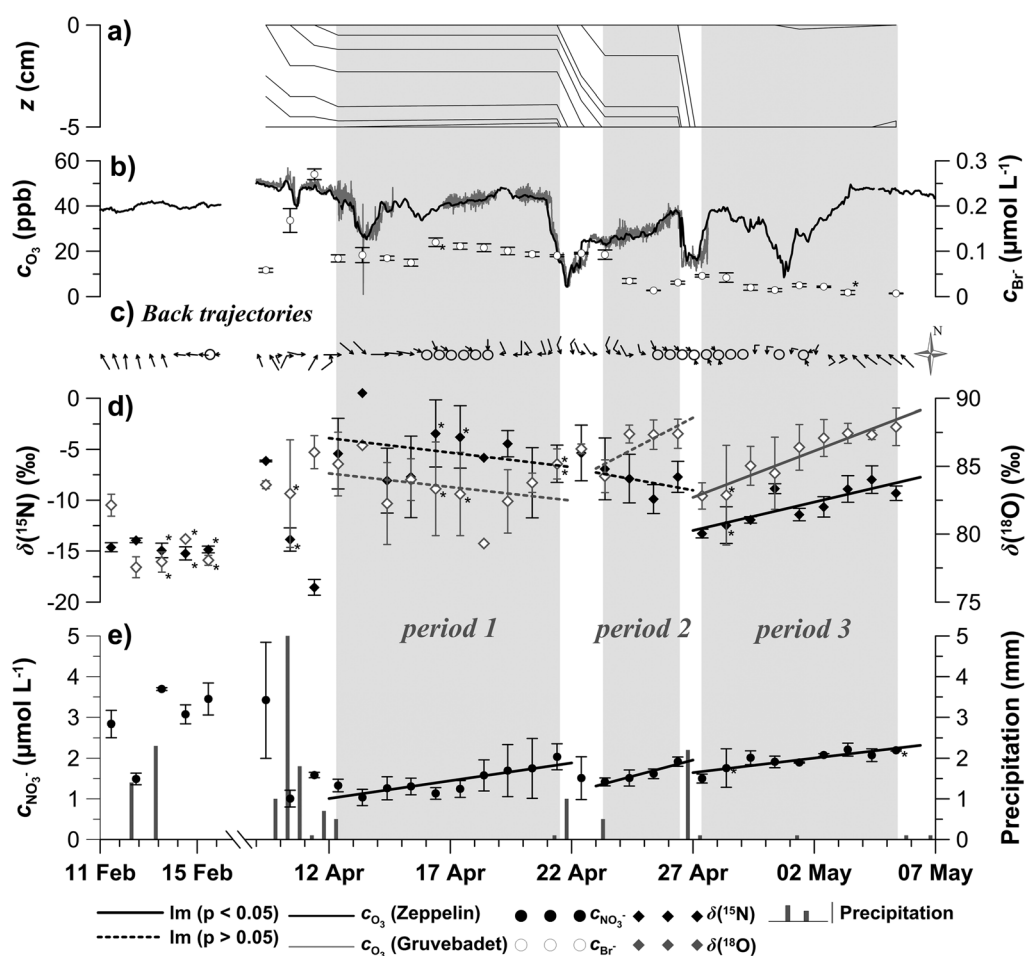 a)
0
-5
z (cm)
b)
60
40
20
0
c_O3 (ppb)
0.3
0.2
0.1
0
c_Br- (µmol L⁻¹)
*
*
c) Back trajectories
N
d)
0
-5
-10
-15
-20
δ(¹⁵N) (‰)
90
85
80
75
δ(¹⁸O) (‰)
period 1
period 2
period 3
e)
5
4
3
2
1
0
c_NO3- (µmol L⁻¹)
5
4
3
2
1
0
Precipitation (mm)
11 Feb 15 Feb 12 Apr 17 Apr 22 Apr 27 Apr 02 May 07 May
lm (p < 0.05) c_O3 (Zeppelin) c_NO3- δ(¹⁵N) Precipitation
lm (p > 0.05) c_O3 (Gruvebadet) c_Br- δ(¹⁸O)